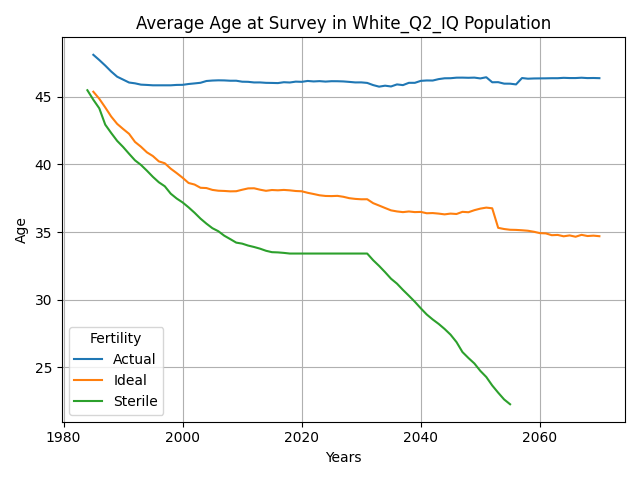 Average Age at Survey in White_Q2_IQ Population
Age
45
40
35
30
25
Fertility
Actual
Ideal
Sterile
1980 2000 2020 2040 2060
Years